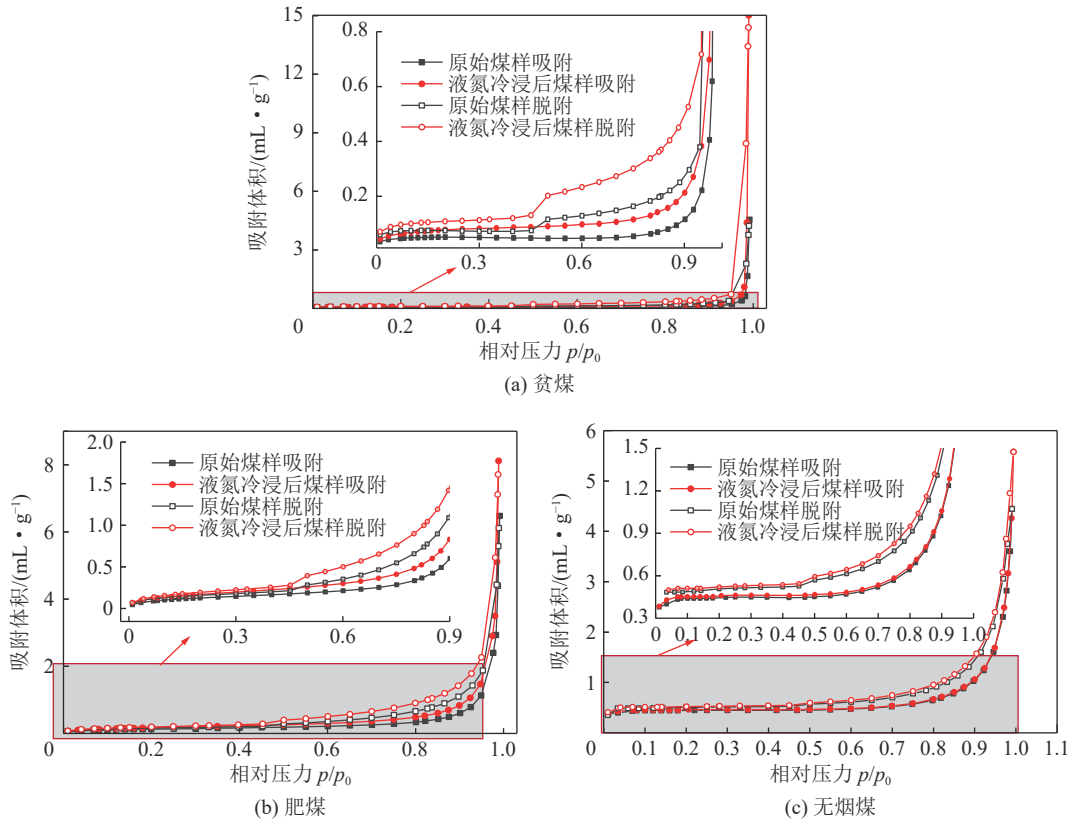 15
12
9
6
3
吸附体积/(mL·g⁻¹)
0.8
0.6
0.4
0.2
原始煤样吸附
液氮冷浸后煤样吸附
原始煤样脱附
液氮冷浸后煤样脱附
0 0.3 0.6 0.9
0 0.2 0.4 0.6 0.8 1.0
相对压力 p/p₀
(a) 贫煤
8
6
4
2
吸附体积/(mL·g⁻¹)
2.0
1.5
1.0
0.5
0
原始煤样吸附
液氮冷浸后煤样吸附
原始煤样脱附
液氮冷浸后煤样脱附
0 0.3 0.6 0.9
0 0.2 0.4 0.6 0.8 1.0
相对压力 p/p₀
(b) 肥煤
6
5
4
3
2
1
吸附体积/(mL·g⁻¹)
1.5
1.2
0.9
0.6
0.3
原始煤样吸附
液氮冷浸后煤样吸附
原始煤样脱附
液氮冷浸后煤样脱附
0 0.1 0.2 0.3 0.4 0.5 0.6 0.7 0.8 0.9 1.0
0 0.1 0.2 0.3 0.4 0.5 0.6 0.7 0.8 0.9 1.0 1.1
相对压力 p/p₀
(c) 无烟煤